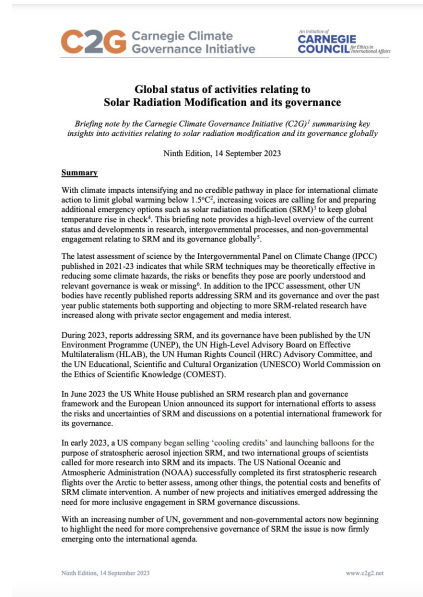 C2G Carnegie Climate
Governance Initiative
An initiative of
CARNEGIE
COUNCIL for Ethics in
International Affairs
Global status of activities relating to
Solar Radiation Modification and its governance
Briefing note by the Carnegie Climate Governance Initiative (C2G)¹ summarising key
insights into activities relating to solar radiation modification and its governance globally
Ninth Edition, 14 September 2023
Summary
With climate impacts intensifying and no credible pathway in place for international climate
action to limit global warming below 1.5°C², increasing voices are calling for and preparing
additional emergency options such as solar radiation modification (SRM)³ to keep global
temperature rise in check⁴. This briefing note provides a high-level overview of the current
status and developments in research, intergovernmental processes, and non-governmental
engagement relating to SRM and its governance globally⁵.
The latest assessment of science by the Intergovernmental Panel on Climate Change (IPCC)
published in 2021-23 indicates that while SRM techniques may be theoretically effective in
reducing some climate hazards, the risks or benefits they pose are poorly understood and
relevant governance is weak or missing⁶. In addition to the IPCC assessment, other UN
bodies have recently published reports addressing SRM and its governance and over the past
year public statements both supporting and objecting to more SRM-related research have
increased along with private sector engagement and media interest.
During 2023, reports addressing SRM, and its governance have been published by the UN
Environment Programme (UNEP), the UN High-Level Advisory Board on Effective
Multilateralism (HLAB), the UN Human Rights Council (HRC) Advisory Committee, and
the UN Educational, Scientific and Cultural Organization (UNESCO) World Commission on
the Ethics of Scientific Knowledge (COMEST).
In June 2023 the US White House published an SRM research plan and governance
framework and the European Union announced its support for international efforts to assess
the risks and uncertainties of SRM and discussions on a potential international framework for
its governance.
In early 2023, a US company began selling ‘cooling credits’ and launching balloons for the
purpose of stratospheric aerosol injection SRM, and two international groups of scientists
called for more research into SRM and its impacts. The US National Oceanic and
Atmospheric Administration (NOAA) successfully completed its first stratospheric research
flights over the Arctic to better assess, among other things, the potential costs and benefits of
SRM climate intervention. A number of new projects and initiatives emerged addressing the
need for more inclusive engagement in SRM governance discussions.
With an increasing number of UN, government and non-governmental actors now beginning
to highlight the need for more comprehensive governance of SRM the issue is now firmly
emerging onto the international agenda.
Ninth Edition, 14 September 2023
www.c2g2.net